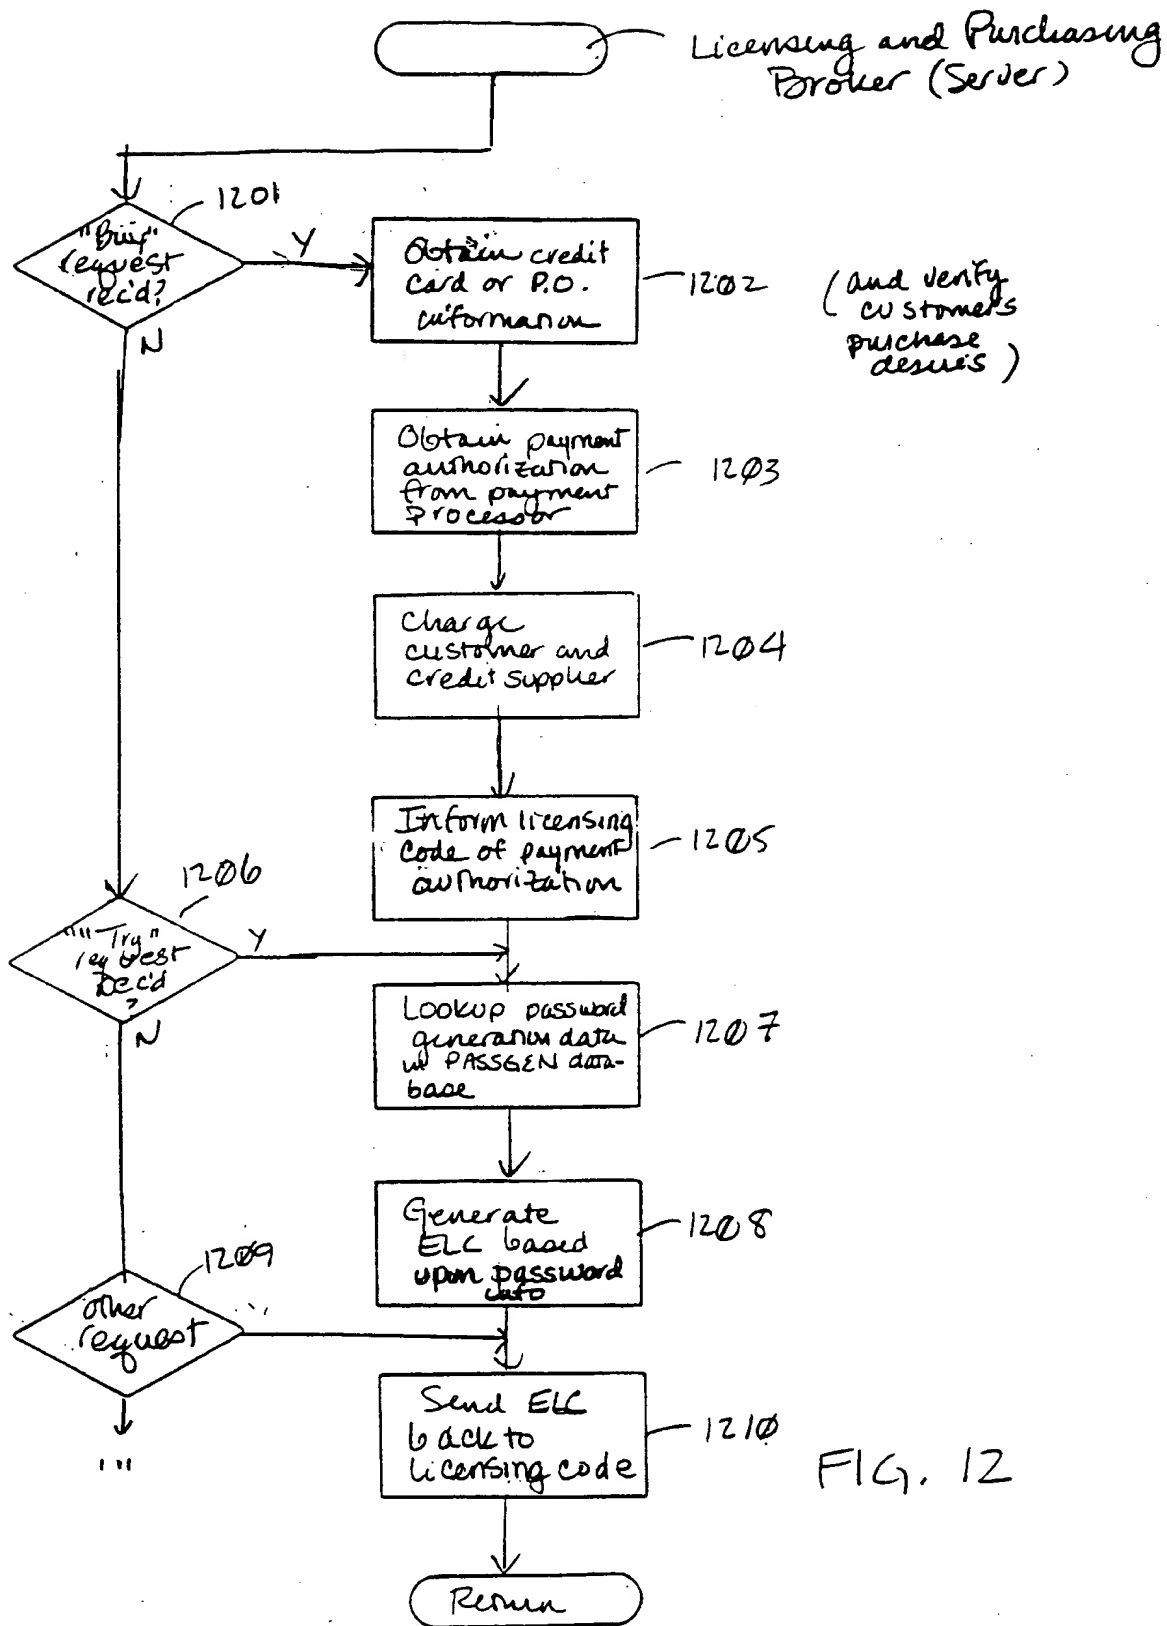 Licensing and Purchasing
Broker (Server)
1201
"Buy"
request
rec'd?
Y
N
Obtain credit
card or P.O.
information
1202
(and verify
customers
purchase
desires)
Obtain payment
authorization
from payment
processor
1203
Charge
customer and
credit supplier
1204
Inform licensing
code of payment
authorization
1205
1206
"Try"
request
rec'd
?
Y
N
Lookup password
generation data
in PASSGEN data-
base
1207
Generate
ELC based
upon password
info
1208
1209
other
request
...
Send ELC
back to
licensing code
1210
FIG. 12
Return